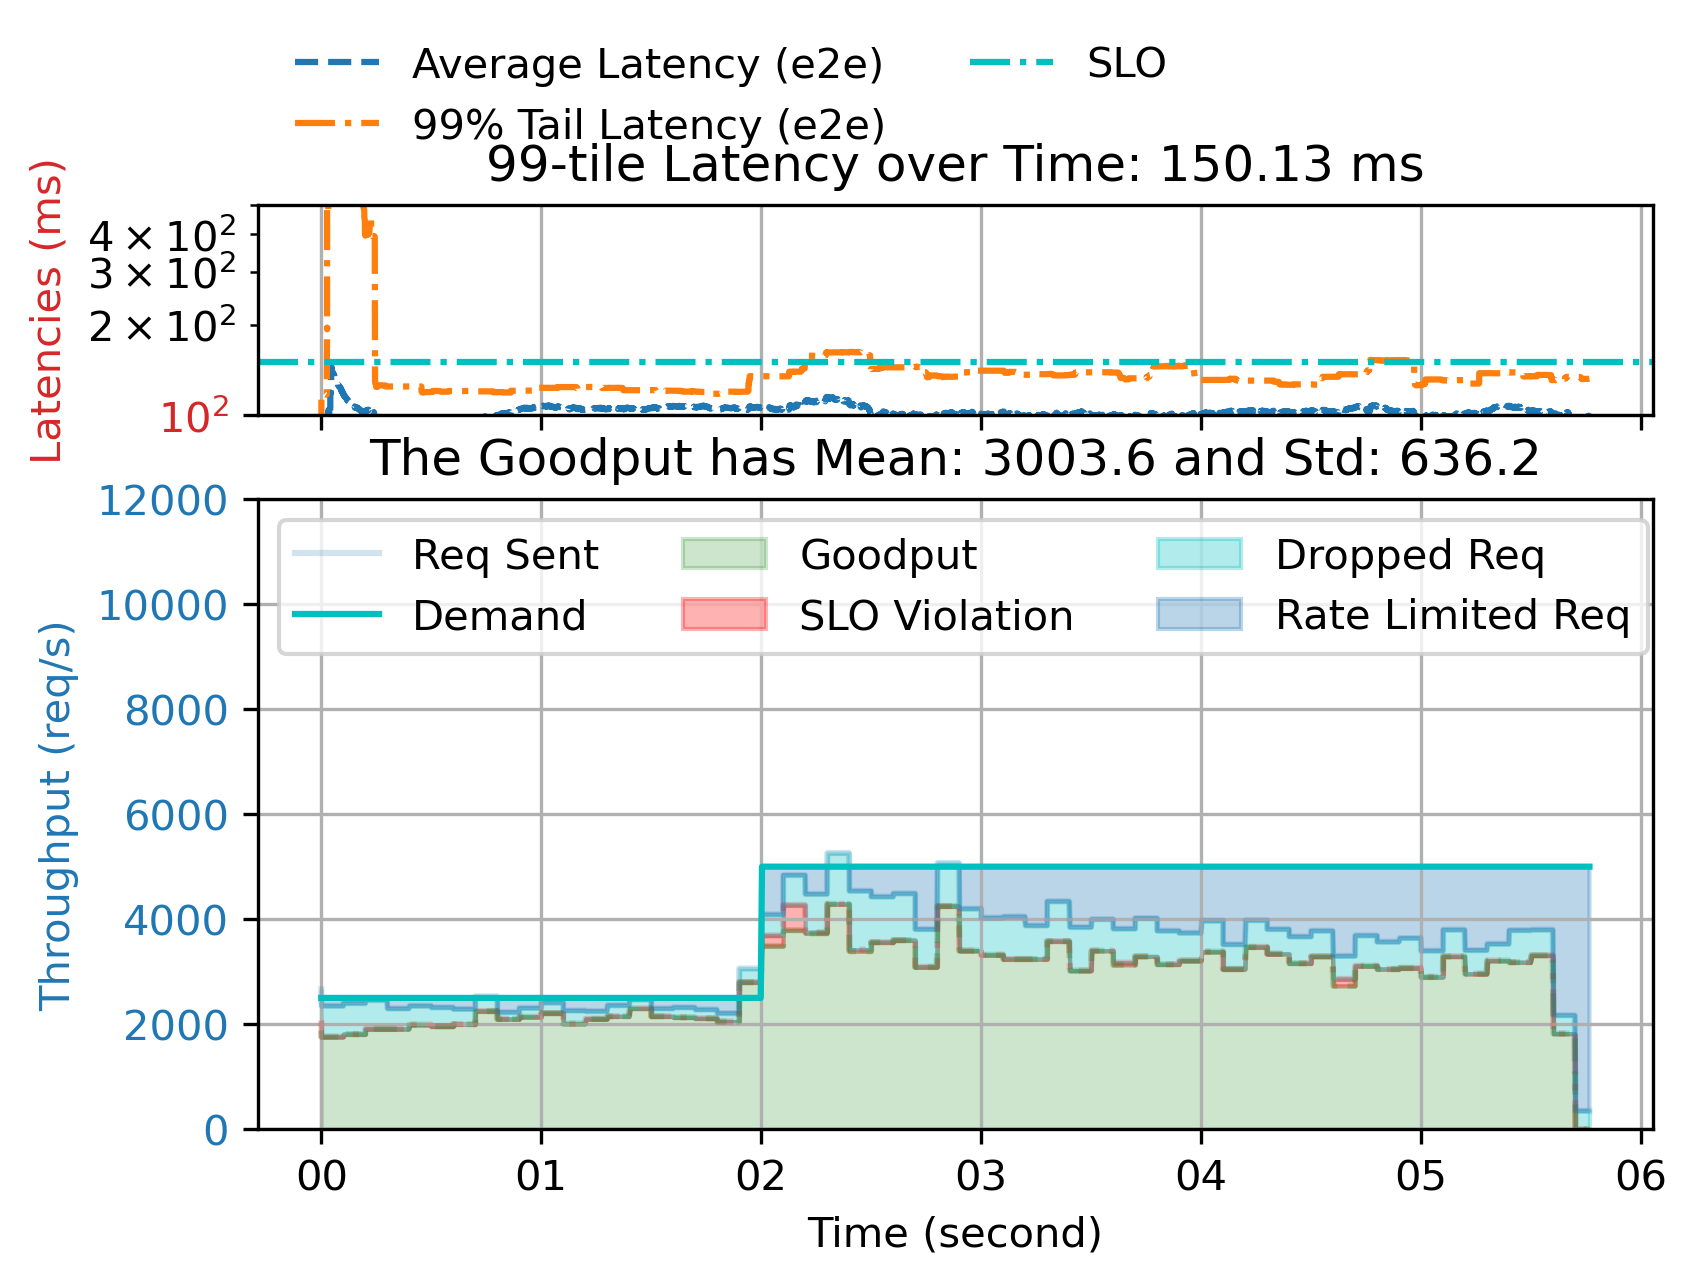 Average Latency (e2e)
SLO
99% Tail Latency (e2e)
99-tile Latency over Time: 150.13 ms
Latencies (ms)
4 × 10²
3 × 10²
2 × 10²
10²
The Goodput has Mean: 3003.6 and Std: 636.2
Throughput (req/s)
12000
10000
8000
6000
4000
2000
0
Req Sent
Goodput
Dropped Req
Demand
SLO Violation
Rate Limited Req
00 01 02 03 04 05 06
Time (second)